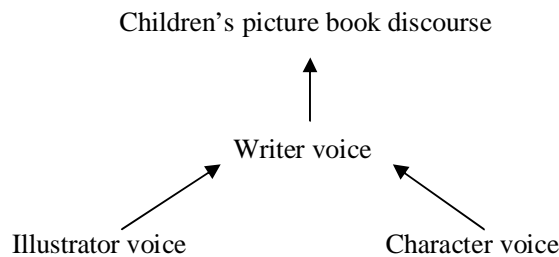 Children’s picture book discourse
Writer voice
Illustrator voice
Character voice